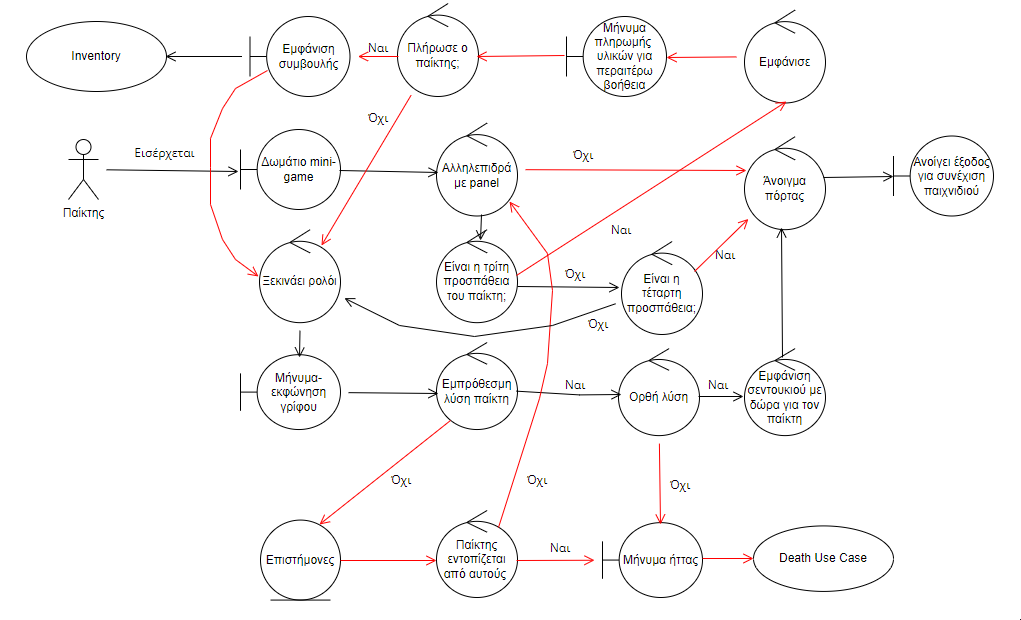 Inventory
Εμφάνιση
συμβουλής
Ναι
Πλήρωσε ο
παίκτης;
Μήνυμα
πληρωμής
υλικών για
περαιτέρω
βοήθεια
Εμφάνισε
Όχι
Εισέρχεται
Παίκτης
Δωμάτιο mini-
game
Αλληλεπιδρά
με panel
Όχι
Άνοιγμα
πόρτας
Ανοίγει έξοδος
για συνέχιση
παιχνιδιού
Ναι
Ξεκινάει ρολόι
Είναι η τρίτη
προσπάθεια
του παίκτη;
Όχι
Είναι η
τέταρτη
προσπάθεια;
Ναι
Όχι
Μήνυμα-
εκφώνηση
γρίφου
Εμπρόθεσμη
λύση παίκτη
Ναι
Ορθή λύση
Ναι
Εμφάνιση
σεντουκιού με
δώρα για τον
παίκτη
Όχι
Όχι
Όχι
Επιστήμονες
Παίκτης
εντοπίζεται
από αυτούς
Ναι
Μήνυμα ήττας
Death Use Case